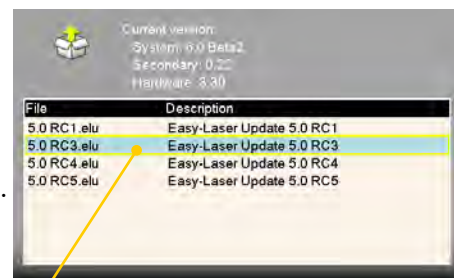 Current version:
System: 6.0 Beta2
Secondary: 0.22
Hardware: 3.30
File Description
5.0 RC1.elu Easy-Laser Update 5.0 RC1
5.0 RC3.elu Easy-Laser Update 5.0 RC3
5.0 RC4.elu Easy-Laser Update 5.0 RC4
5.0 RC5.elu Easy-Laser Update 5.0 RC5
.